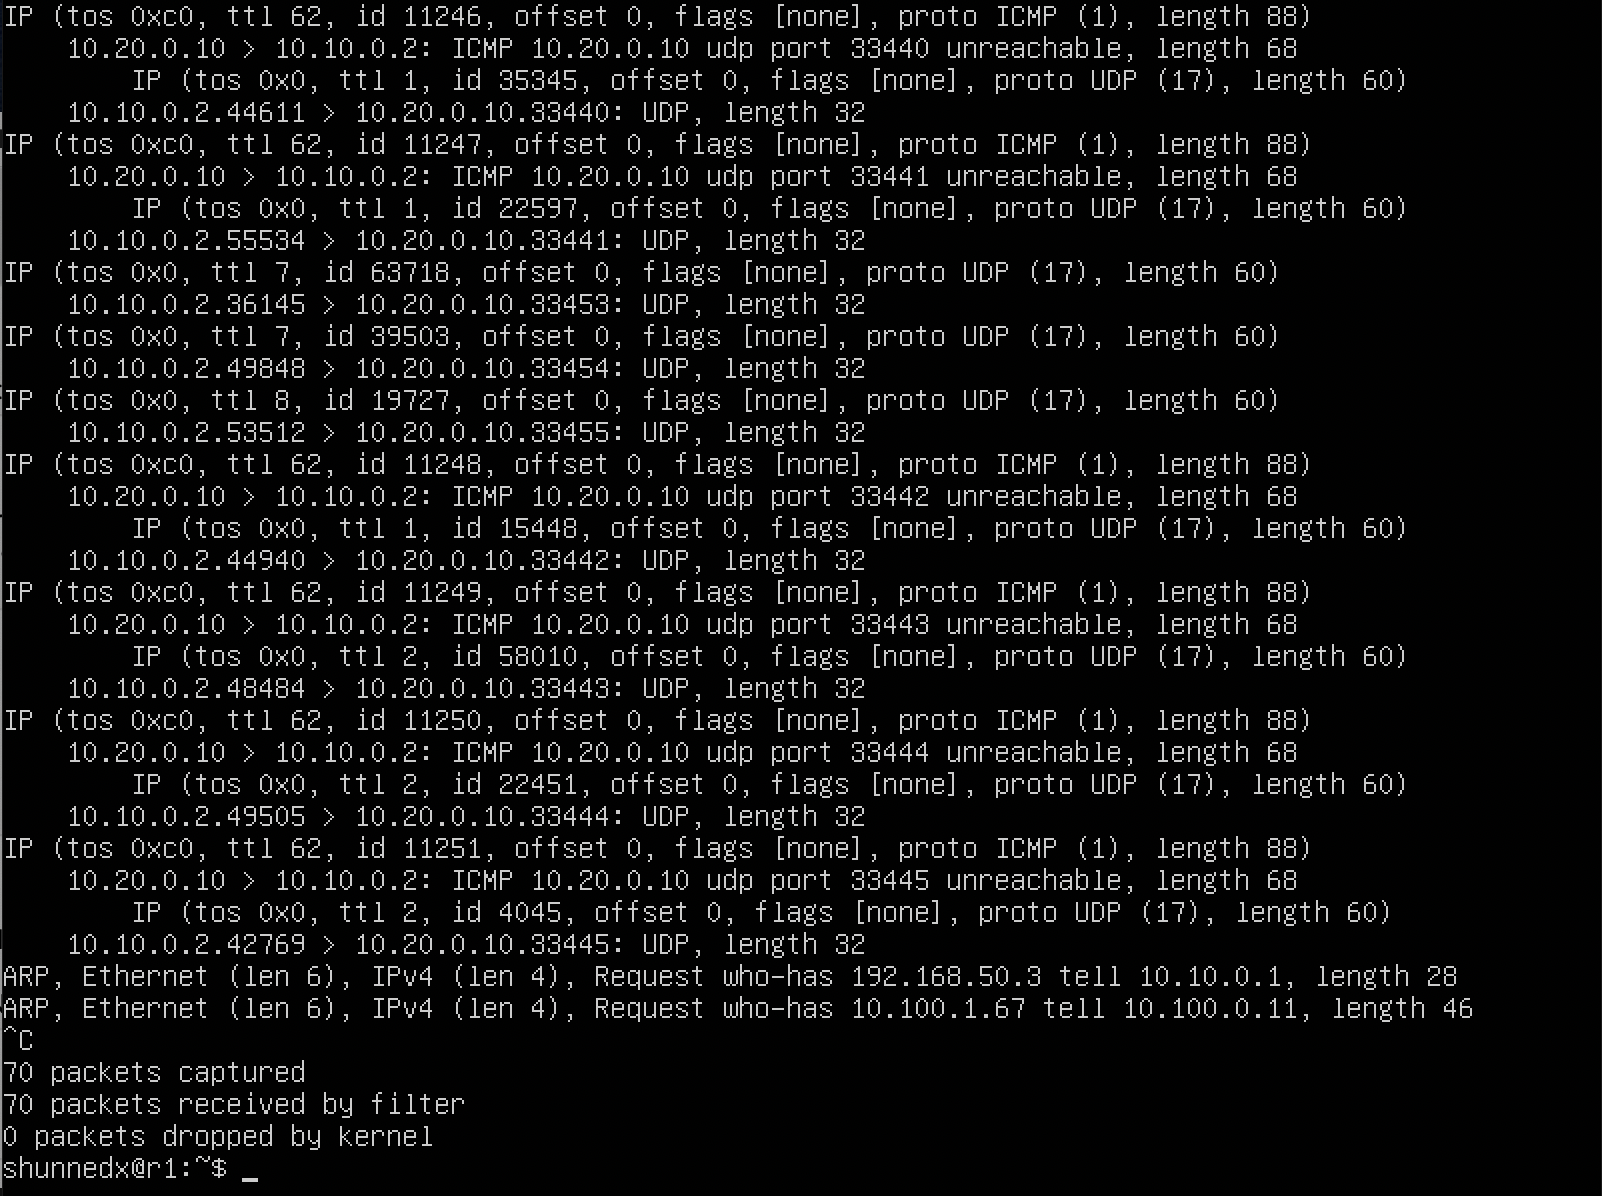 IP (tos 0xc0, ttl 62, id 11246, offset 0, flags [none], proto ICMP (1), length 88)
    10.20.0.10 > 10.10.0.2: ICMP 10.20.0.10 udp port 33440 unreachable, length 68
        IP (tos 0x0, ttl 1, id 35345, offset 0, flags [none], proto UDP (17), length 60)
    10.10.0.2.44611 > 10.20.0.10.33440: UDP, length 32
IP (tos 0xc0, ttl 62, id 11247, offset 0, flags [none], proto ICMP (1), length 88)
    10.20.0.10 > 10.10.0.2: ICMP 10.20.0.10 udp port 33441 unreachable, length 68
        IP (tos 0x0, ttl 1, id 22597, offset 0, flags [none], proto UDP (17), length 60)
    10.10.0.2.55534 > 10.20.0.10.33441: UDP, length 32
IP (tos 0x0, ttl 7, id 63718, offset 0, flags [none], proto UDP (17), length 60)
    10.10.0.2.36145 > 10.20.0.10.33453: UDP, length 32
IP (tos 0x0, ttl 7, id 39503, offset 0, flags [none], proto UDP (17), length 60)
    10.10.0.2.49848 > 10.20.0.10.33454: UDP, length 32
IP (tos 0x0, ttl 8, id 19727, offset 0, flags [none], proto UDP (17), length 60)
    10.10.0.2.53512 > 10.20.0.10.33455: UDP, length 32
IP (tos 0xc0, ttl 62, id 11248, offset 0, flags [none], proto ICMP (1), length 88)
    10.20.0.10 > 10.10.0.2: ICMP 10.20.0.10 udp port 33442 unreachable, length 68
        IP (tos 0x0, ttl 1, id 15448, offset 0, flags [none], proto UDP (17), length 60)
    10.10.0.2.44940 > 10.20.0.10.33442: UDP, length 32
IP (tos 0xc0, ttl 62, id 11249, offset 0, flags [none], proto ICMP (1), length 88)
    10.20.0.10 > 10.10.0.2: ICMP 10.20.0.10 udp port 33443 unreachable, length 68
        IP (tos 0x0, ttl 2, id 58010, offset 0, flags [none], proto UDP (17), length 60)
    10.10.0.2.48484 > 10.20.0.10.33443: UDP, length 32
IP (tos 0xc0, ttl 62, id 11250, offset 0, flags [none], proto ICMP (1), length 88)
    10.20.0.10 > 10.10.0.2: ICMP 10.20.0.10 udp port 33444 unreachable, length 68
        IP (tos 0x0, ttl 2, id 22451, offset 0, flags [none], proto UDP (17), length 60)
    10.10.0.2.49505 > 10.20.0.10.33444: UDP, length 32
IP (tos 0xc0, ttl 62, id 11251, offset 0, flags [none], proto ICMP (1), length 88)
    10.20.0.10 > 10.10.0.2: ICMP 10.20.0.10 udp port 33445 unreachable, length 68
        IP (tos 0x0, ttl 2, id 4045, offset 0, flags [none], proto UDP (17), length 60)
    10.10.0.2.42769 > 10.20.0.10.33445: UDP, length 32
ARP, Ethernet (len 6), IPv4 (len 4), Request who-has 192.168.50.3 tell 10.10.0.1, length 28
ARP, Ethernet (len 6), IPv4 (len 4), Request who-has 10.100.1.67 tell 10.100.0.11, length 46
^C
70 packets captured
70 packets received by filter
0 packets dropped by kernel
shunnedx@r1:~$ _